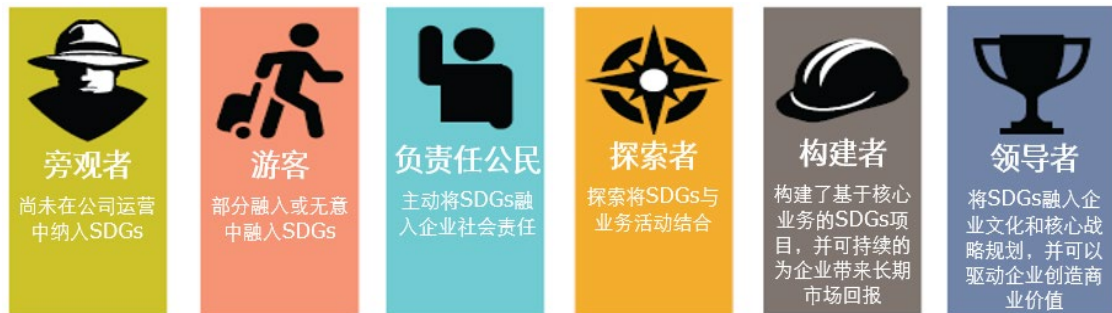 旁观者
尚未在公司运营
中纳入SDGs
游客
部分融入或无意
中融入SDGs
负责任公民
主动将SDGs融
入企业社会责任
探索者
探索将SDGs与
业务活动结合
构建者
构建了基于核心
业务的SDGs项
目，并可持续的
为企业带来长期
市场回报
领导者
将SDGs融入企
业文化和核心战
略规划，并可以
驱动企业创造商
业价值